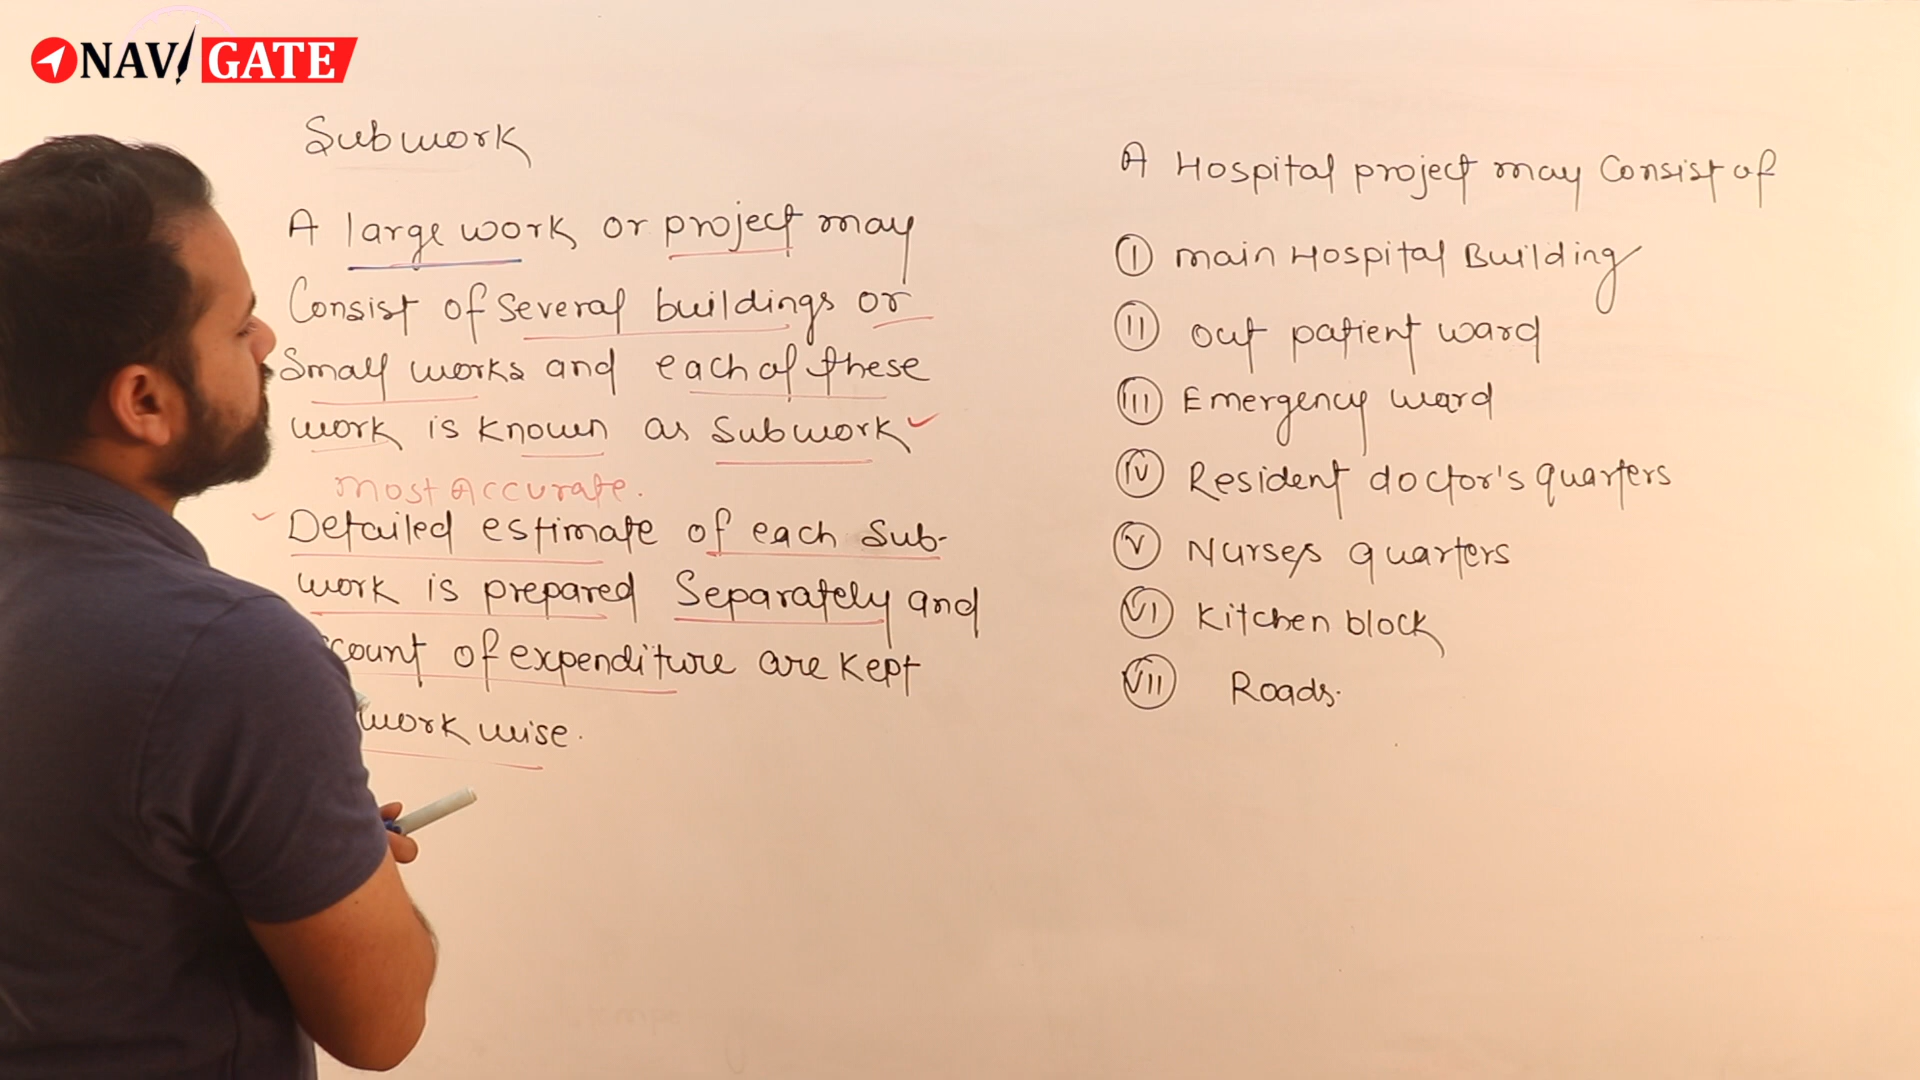 NAVIGATE
Subwork
A large work or project may
Consist of several buildings or
Small works and each of these
work is known as Subwork
most Accurate.
Detailed estimate of each Sub-
work is prepared Separately and
count of expenditure are kept
work wise.
A Hospital project may Consist of
(I) main Hospital Building
(II) out patient ward
(III) Emergency ward
(IV) Resident doctor's quarters
(V) Nurses quarters
(VI) Kitchen block
(VII) Roads.